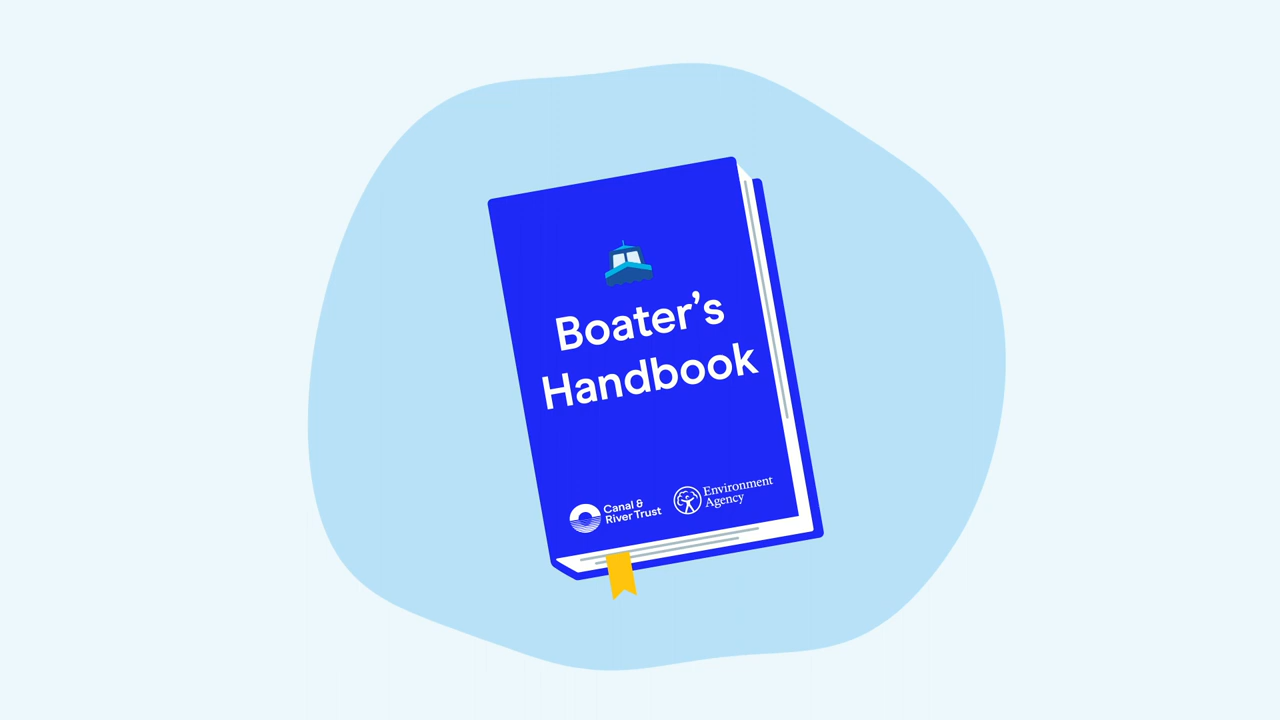 Boater’s
Handbook
Canal &
River Trust
Environment
Agency